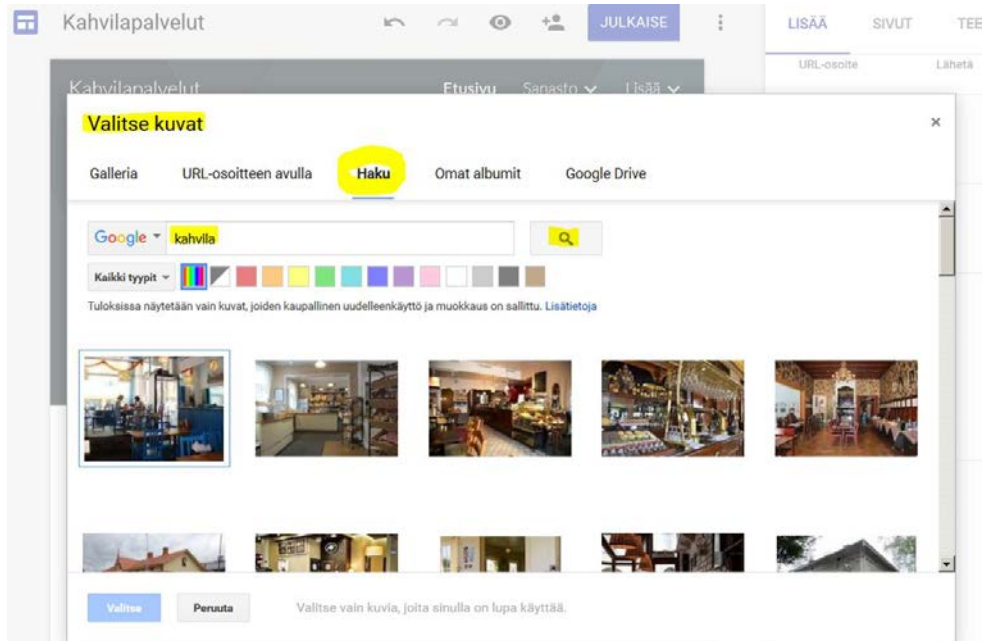 Kahvilapalvelut
JULKAISE
LISÄÄ SIVUT TEE
URL-osoite Lähetä
Kahvilapalvelut
Etusivu Sanasto Lisää
Valitse kuvat
Galleria URL-osoitteen avulla Haku Omat albumit Google Drive
Google kahvila
Kaikki tyypit
Tuloksissa näytetään vain kuvat, joiden kaupallinen uudelleenkäyttö ja muokkaus on sallittu. Lisätietoja
Valitse Peruuta Valitse vain kuvia, joita sinulla on lupa käyttää.